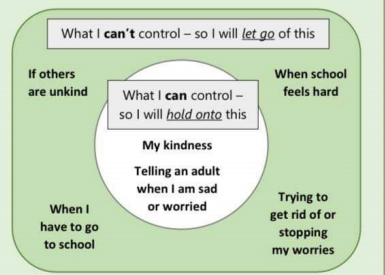 What I can't control – so I will let go of this
If others
are unkind
When school
feels hard
What I can control –
so I will hold onto this
My kindness
Telling an adult
when I am sad
or worried
When I
have to go
to school
Trying to
get rid of or
stopping
my worries